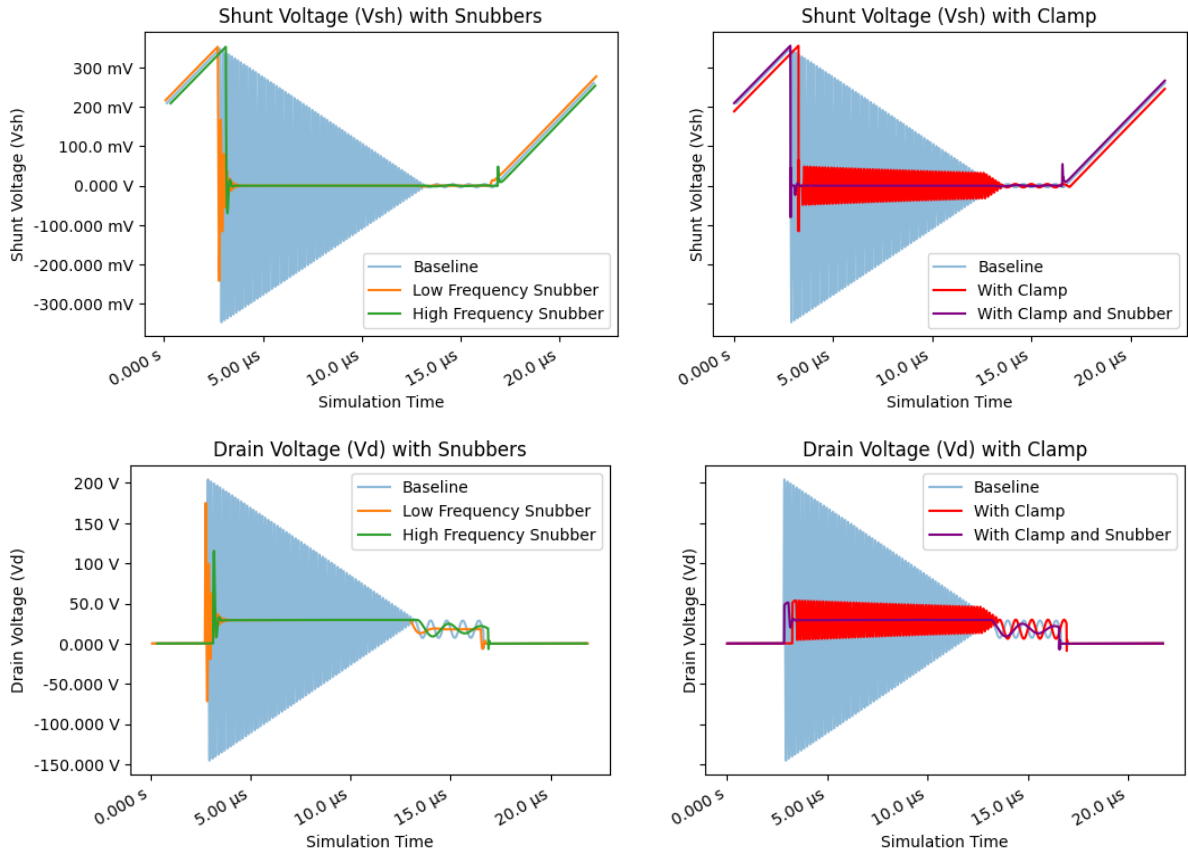 Shunt Voltage (Vsh) with Snubbers
Shunt Voltage (Vsh)
300 mV
200 mV
100.0 mV
0.000 V
-100.000 mV
-200.000 mV
-300.000 mV
Baseline
Low Frequency Snubber
High Frequency Snubber
0.000 s
5.00 µs
10.0 µs
15.0 µs
20.0 µs
Simulation Time
Shunt Voltage (Vsh) with Clamp
Shunt Voltage (Vsh)
Baseline
With Clamp
With Clamp and Snubber
0.000 s
5.00 µs
10.0 µs
15.0 µs
20.0 µs
Simulation Time
Drain Voltage (Vd) with Snubbers
Drain Voltage (Vd)
200 V
150 V
100 V
50.0 V
0.000 V
-50.000 V
-100.000 V
-150.000 V
Baseline
Low Frequency Snubber
High Frequency Snubber
0.000 s
5.00 µs
10.0 µs
15.0 µs
20.0 µs
Simulation Time
Drain Voltage (Vd) with Clamp
Drain Voltage (Vd)
Baseline
With Clamp
With Clamp and Snubber
0.000 s
5.00 µs
10.0 µs
15.0 µs
20.0 µs
Simulation Time